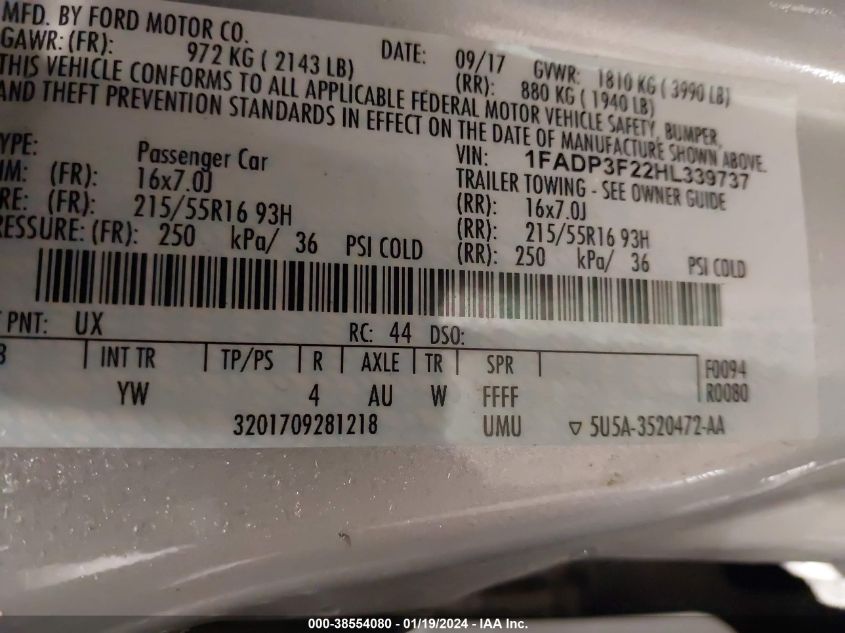 MFD. BY FORD MOTOR CO.
DATE: 09/17 GVWR: 1810 KG ( 3990 LB)
GAWR: (FR): 972 KG ( 2143 LB) (RR): 880 KG ( 1940 LB)
THIS VEHICLE CONFORMS TO ALL APPLICABLE FEDERAL MOTOR VEHICLE SAFETY, BUMPER,
AND THEFT PREVENTION STANDARDS IN EFFECT ON THE DATE OF MANUFACTURE SHOWN ABOVE.
VIN: 1FADP3F22HL339737
TYPE: Passenger Car TRAILER TOWING - SEE OWNER GUIDE
IM: (FR): 16x7.0J (RR): 16x7.0J
RE: (FR): 215/55R16 93H (RR): 215/55R16 93H
RESSURE: (FR): 250 kPa/ 36 PSI COLD (RR): 250 kPa/ 36 PSI COLD
T PNT: UX RC: 44 DSO:
INT TR TP/PS R AXLE TR SPR F0094
YW 4 AU W FFFF R0080
3201709281218 UMU ▽ 5U5A-3520472-AA
000-38554080 - 01/19/2024 - IAA Inc.